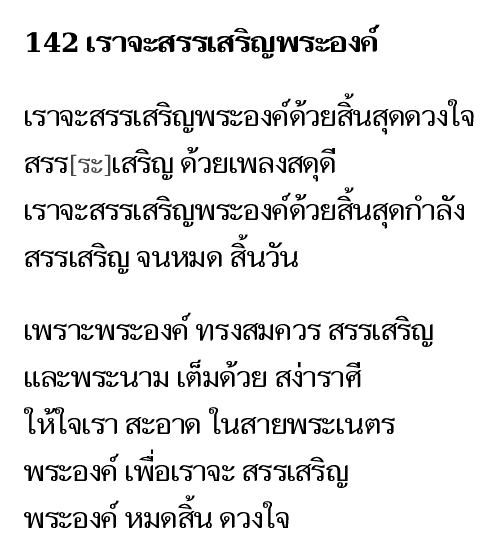 142 เราจะสรรเสริญพระองค์
เราจะสรรเสริญพระองค์ด้วยสิ้นสุดดวงใจ
สรร[ระ]เสริญ ด้วยเพลงสดุดี
เราจะสรรเสริญพระองค์ด้วยสิ้นสุดกำลัง
สรรเสริญ จนหมด สิ้นวัน
เพราะพระองค์ ทรงสมควร สรรเสริญ
และพระนาม เต็มด้วย สง่าราศี
ให้ใจเรา สะอาด ในสายพระเนตร
พระองค์ เพื่อเราจะ สรรเสริญ
พระองค์ หมดสิ้น ดวงใจ